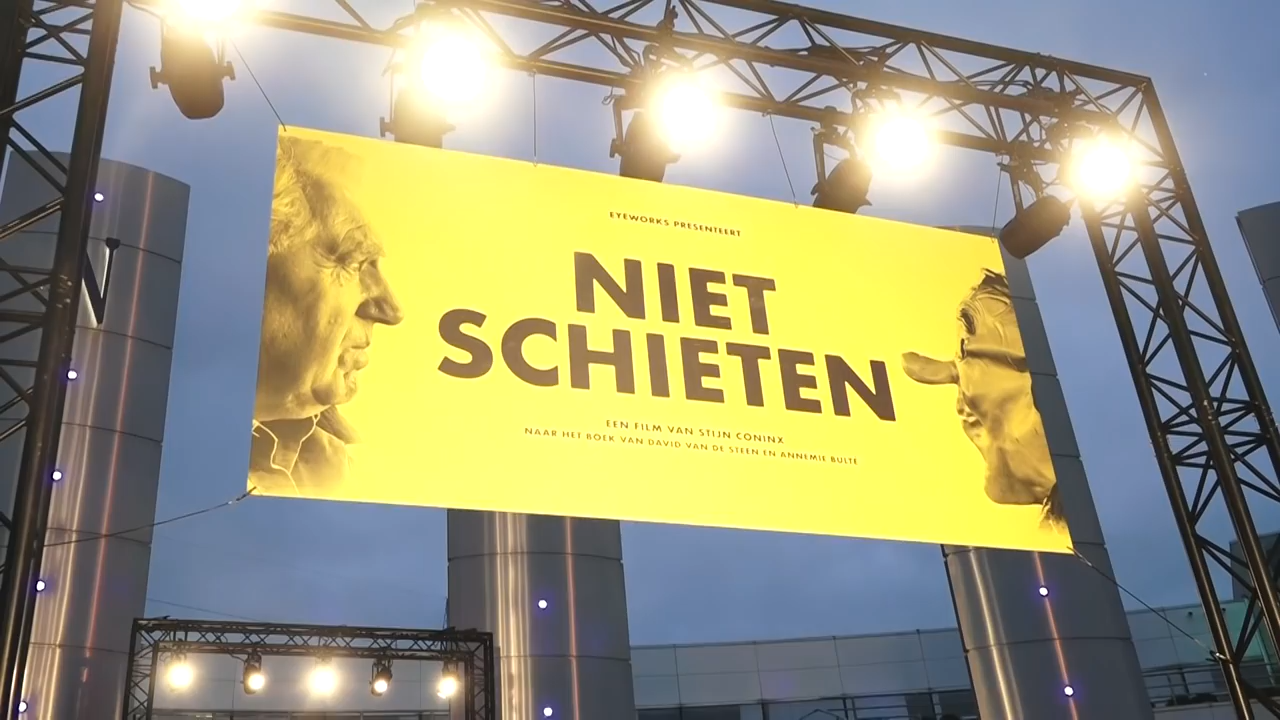 EYEWORKS PRESENTEERT
NIET
SCHIETEN
EEN FILM VAN STIJN CONINX
NAAR HET BOEK VAN DAVID VAN DE STEEN EN ANNEMIE BULTE
N